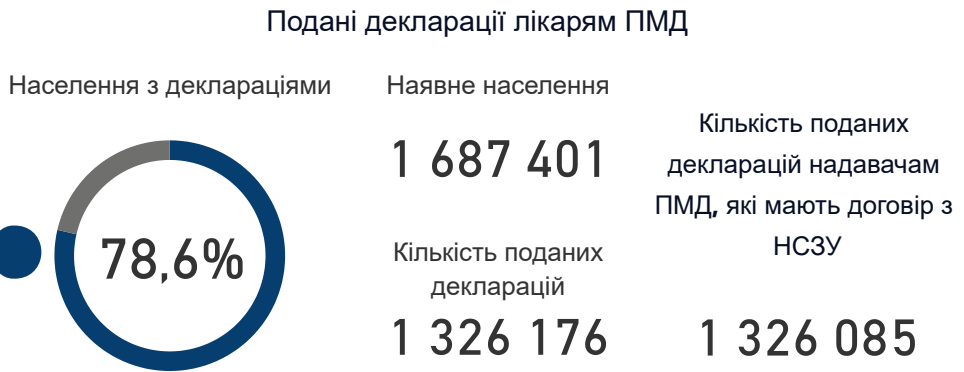 Подані декларації лікарям ПМД
Населення з деклараціями
78,6%
Наявне населення
1 687 401
Кількість поданих
декларацій
1 326 176
Кількість поданих
декларацій надавачам
ПМД, які мають договір з
НСЗУ
1 326 085